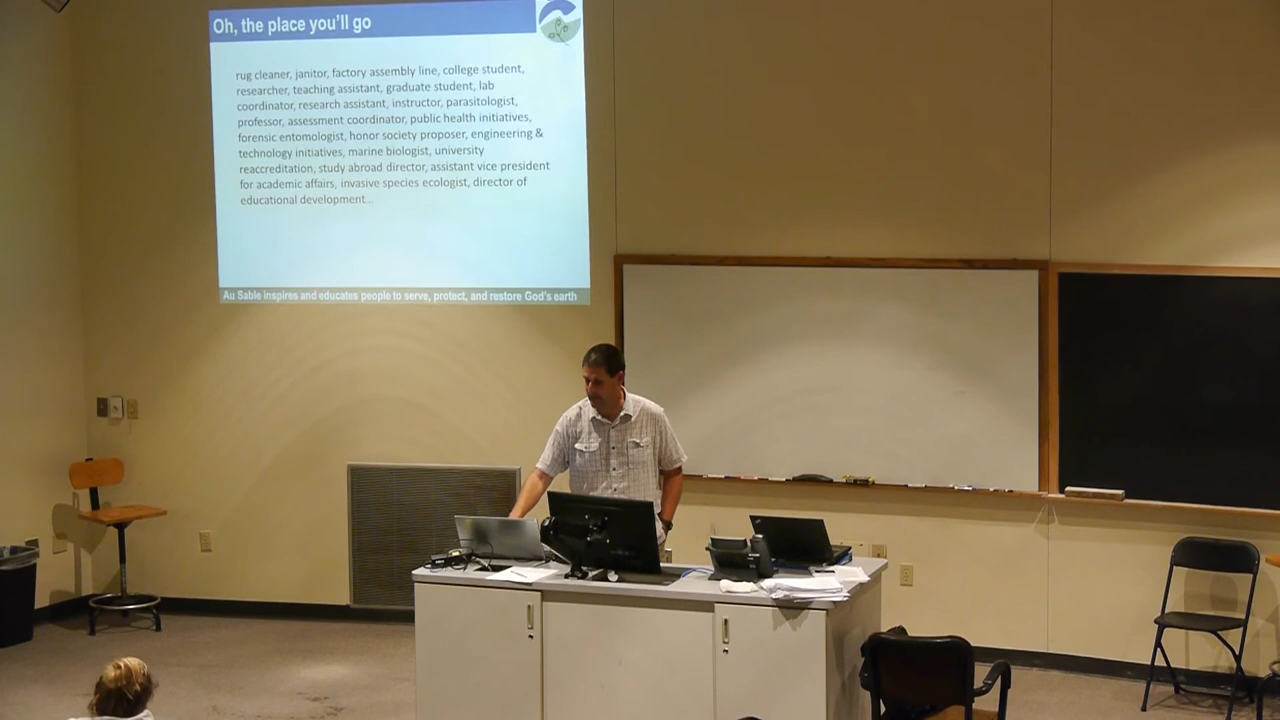 Oh, the place you'll go
rug cleaner, janitor, factory assembly line, college student,
researcher, teaching assistant, graduate student, lab
coordinator, research assistant, instructor, parasitologist,
professor, assessment coordinator, public health initiatives,
forensic entomologist, honor society proposer, engineering &
technology initiatives, marine biologist, university
reaccreditation, study abroad director, assistant vice president
for academic affairs, invasive species ecologist, director of
educational development...
Au Sable inspires and educates people to serve, protect, and restore God's earth